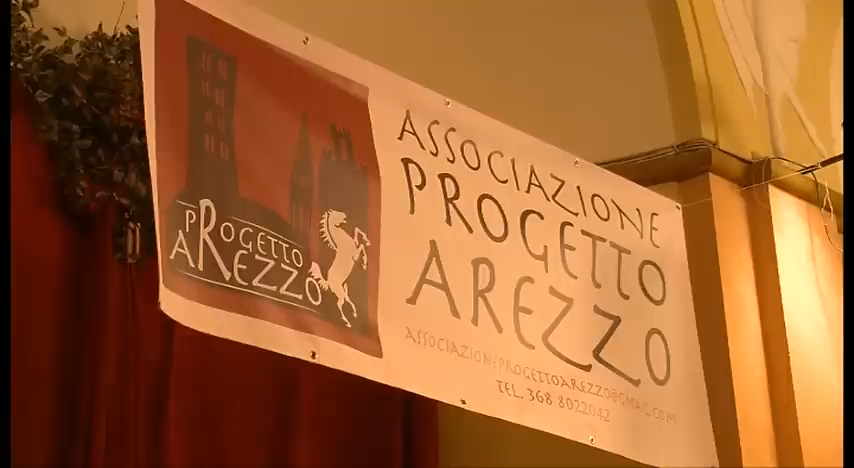 PROGETTO
AREZZO
ASSOCIAZIONE
PROGETTO
AREZZO
ASSOCIAZIONEPROGETTOAREZZO@GMAIL.COM
TEL. 368 8022042